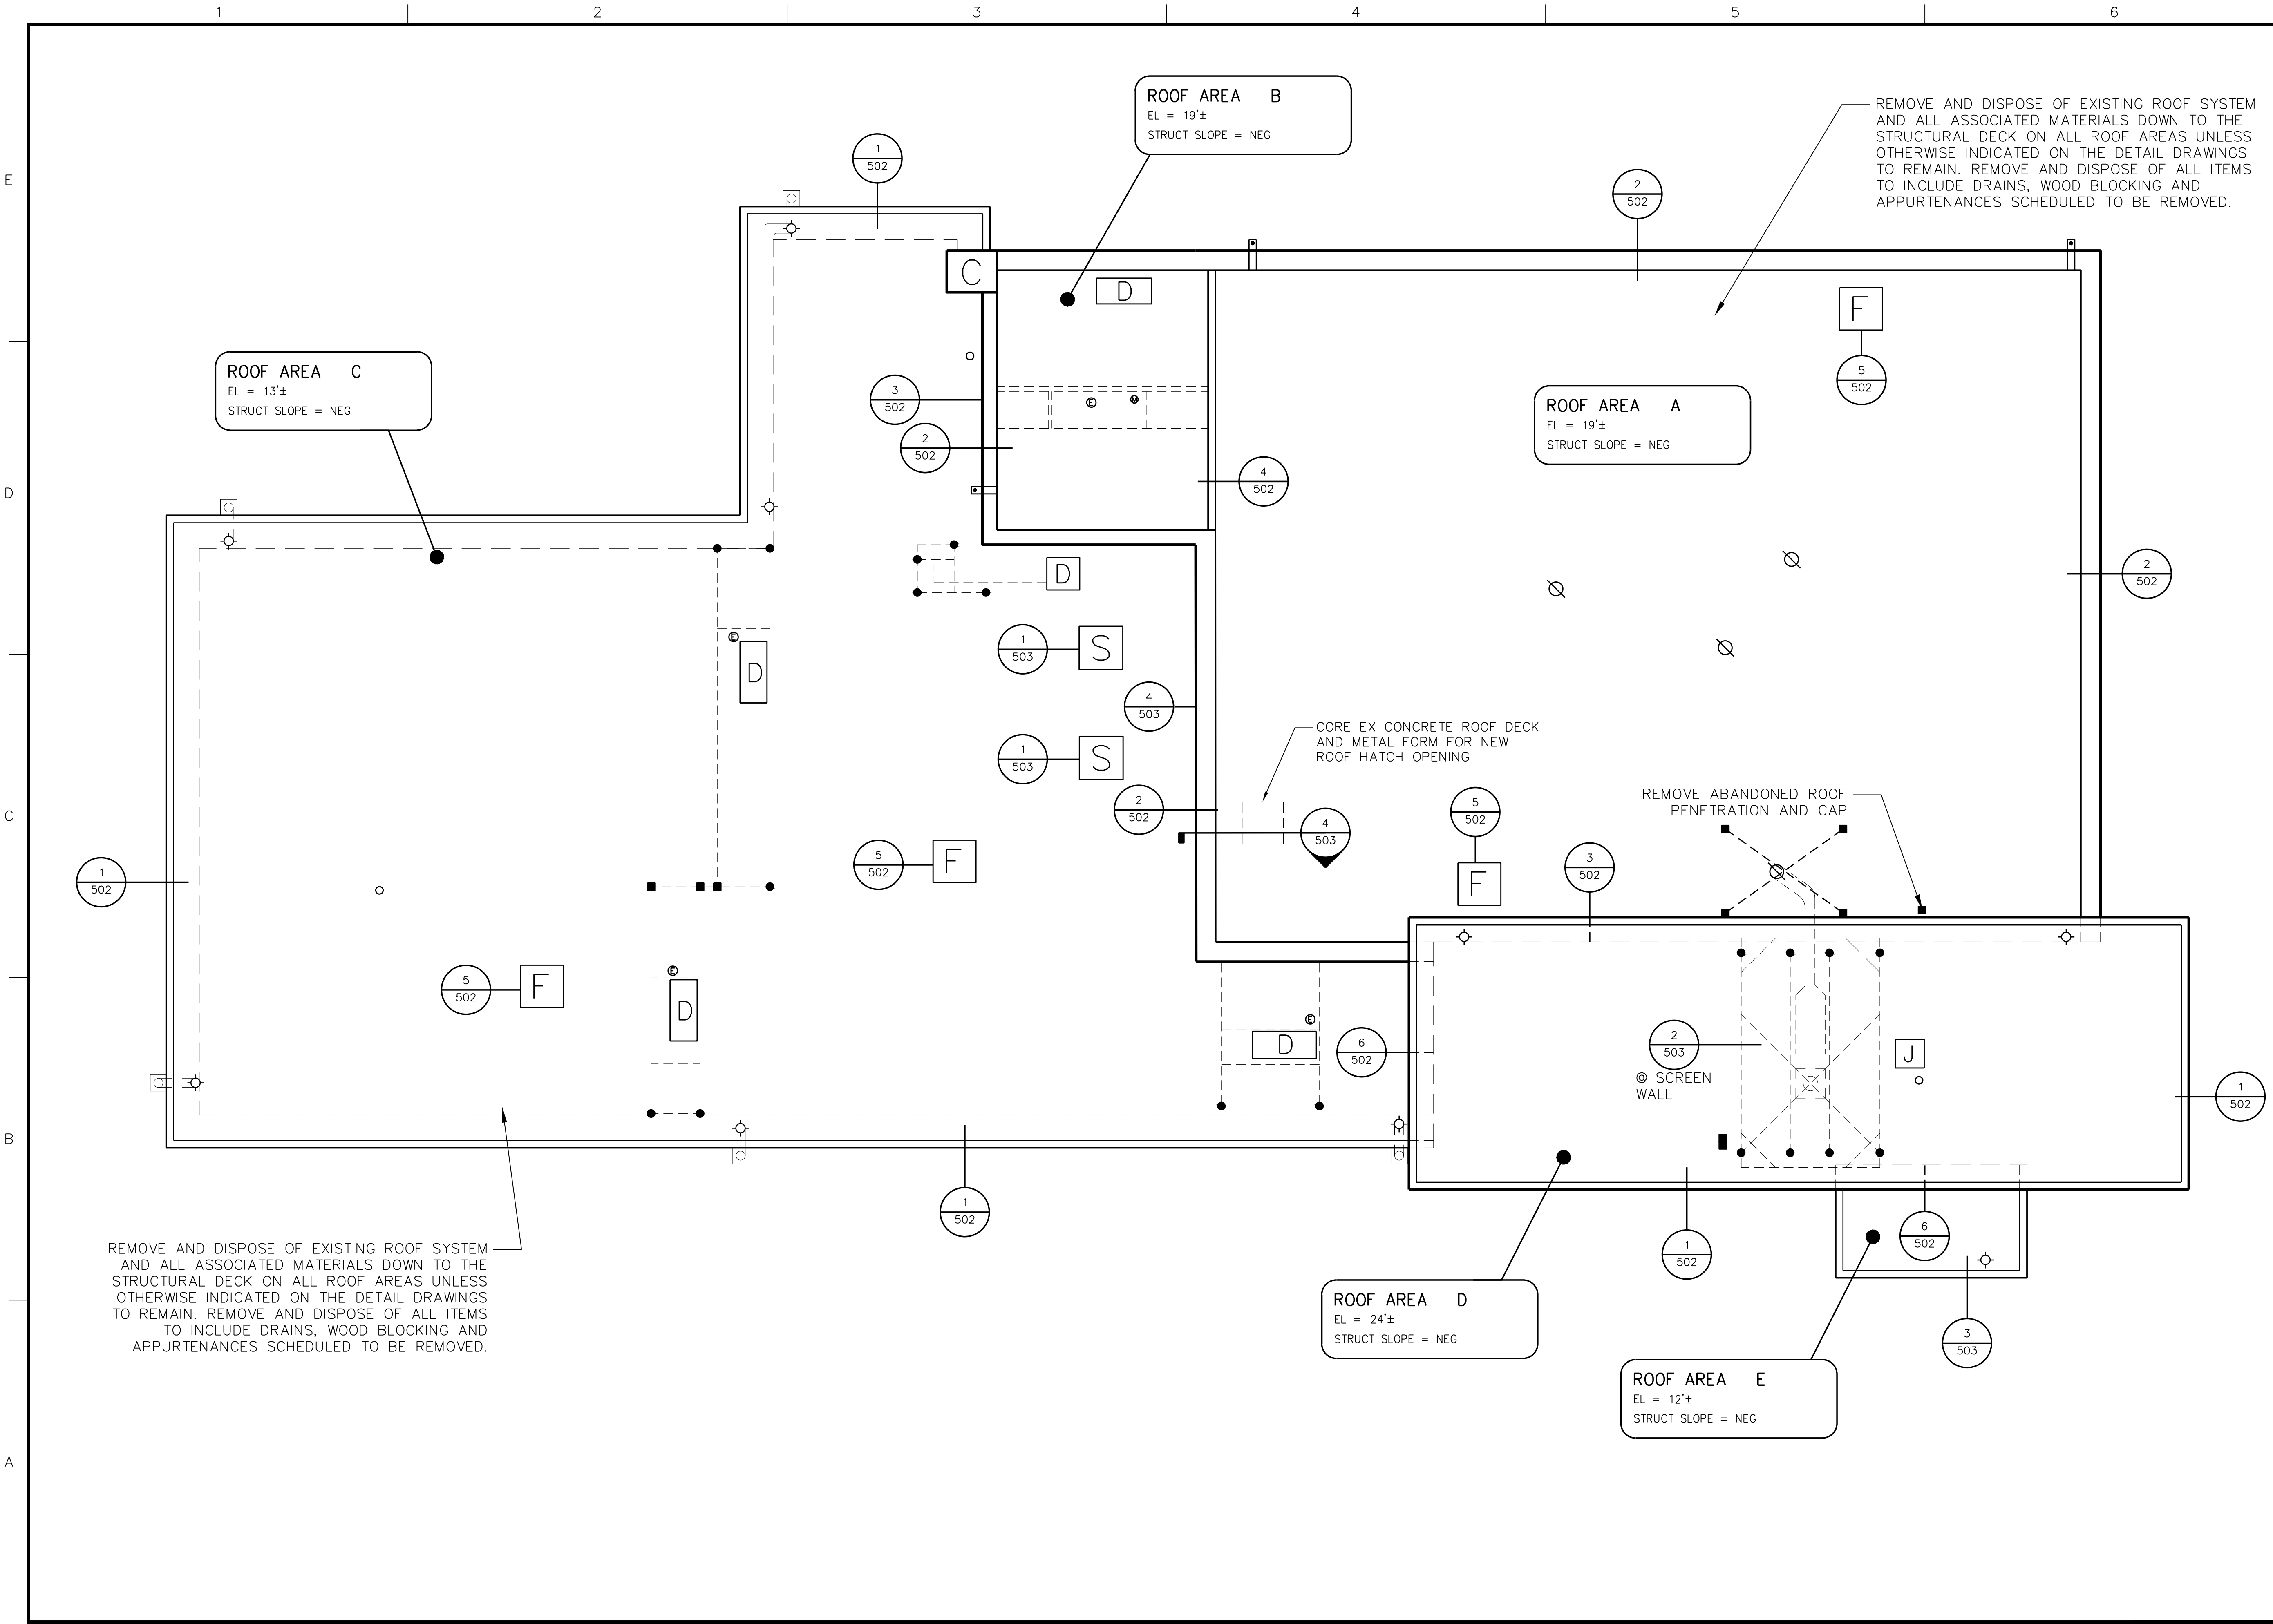 1
2
3
4
5
6
E
D
C
B
A
ROOF AREA B
EL = 19'±
STRUCT SLOPE = NEG
REMOVE AND DISPOSE OF EXISTING ROOF SYSTEM
AND ALL ASSOCIATED MATERIALS DOWN TO THE
STRUCTURAL DECK ON ALL ROOF AREAS UNLESS
OTHERWISE INDICATED ON THE DETAIL DRAWINGS
TO REMAIN. REMOVE AND DISPOSE OF ALL ITEMS
TO INCLUDE DRAINS, WOOD BLOCKING AND
APPURTENANCES SCHEDULED TO BE REMOVED.
1
502
2
502
C
D
F
5
502
ROOF AREA C
EL = 13'±
STRUCT SLOPE = NEG
3
502
E
M
ROOF AREA A
EL = 19'±
STRUCT SLOPE = NEG
2
502
4
502
D
2
502
1
503
S
E
D
4
503
CORE EX CONCRETE ROOF DECK
AND METAL FORM FOR NEW
ROOF HATCH OPENING
1
503
S
2
502
4
503
5
502
F
REMOVE ABANDONED ROOF
PENETRATION AND CAP
5
502
F
3
502
1
502
5
502
F
E
D
E
D
6
502
2
503
@ SCREEN
WALL
J
1
502
1
502
1
502
6
502
REMOVE AND DISPOSE OF EXISTING ROOF SYSTEM
AND ALL ASSOCIATED MATERIALS DOWN TO THE
STRUCTURAL DECK ON ALL ROOF AREAS UNLESS
OTHERWISE INDICATED ON THE DETAIL DRAWINGS
TO REMAIN. REMOVE AND DISPOSE OF ALL ITEMS
TO INCLUDE DRAINS, WOOD BLOCKING AND
APPURTENANCES SCHEDULED TO BE REMOVED.
ROOF AREA D
EL = 24'±
STRUCT SLOPE = NEG
3
503
ROOF AREA E
EL = 12'±
STRUCT SLOPE = NEG